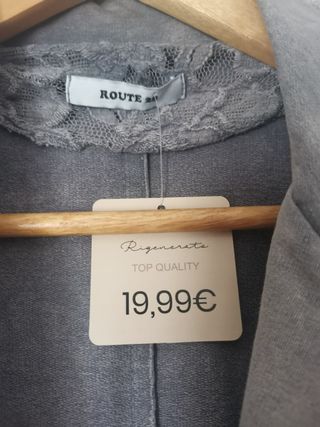 ROUTE
Rigenerate
TOP QUALITY
19,99€